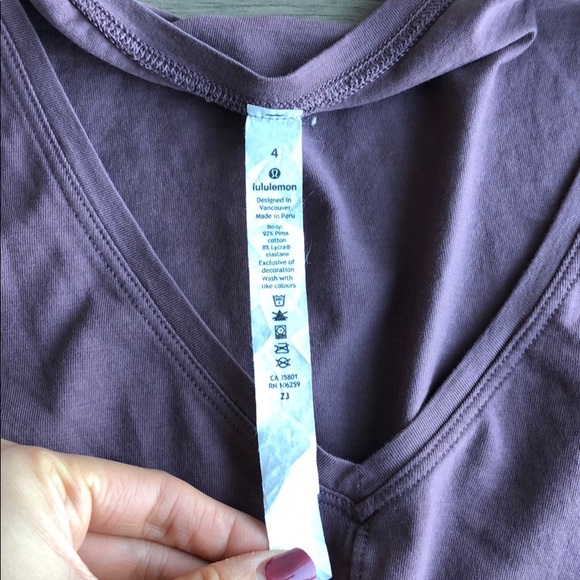 4
lululemon
Designed in
Vancouver
Made in Peru
Body:
92% Pima
cotton
8% Lycra®
elastane
Exclusive of
decoration
Wash with
like colours
CA 35801
RN 106259
Z3